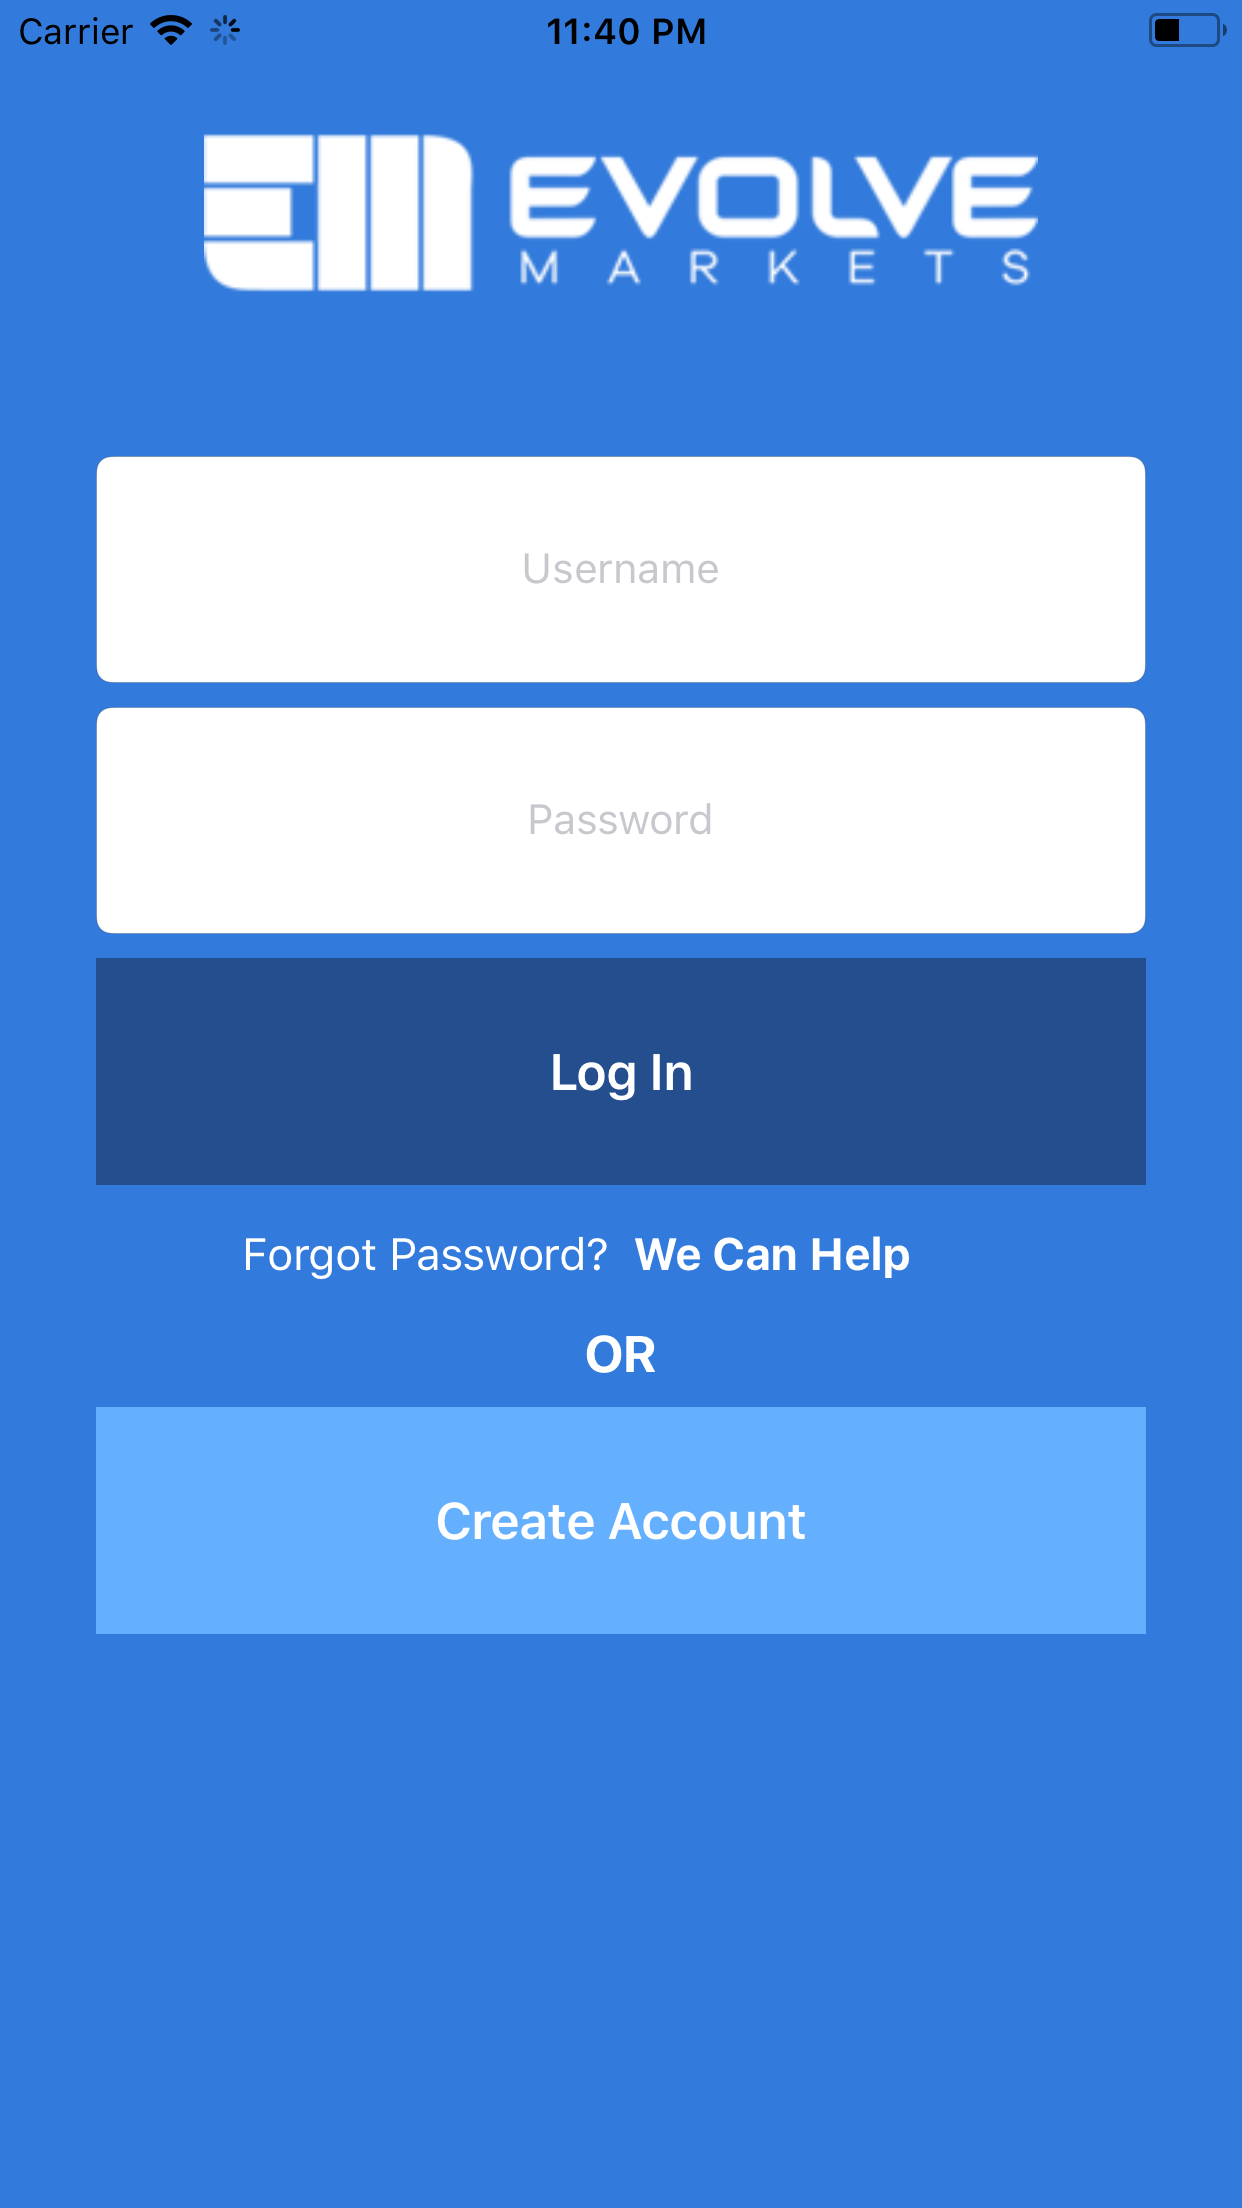 Carrier 11:40 PM
EVOLVE
MARKETS
Username
Password
Log In
Forgot Password? We Can Help
OR
Create Account